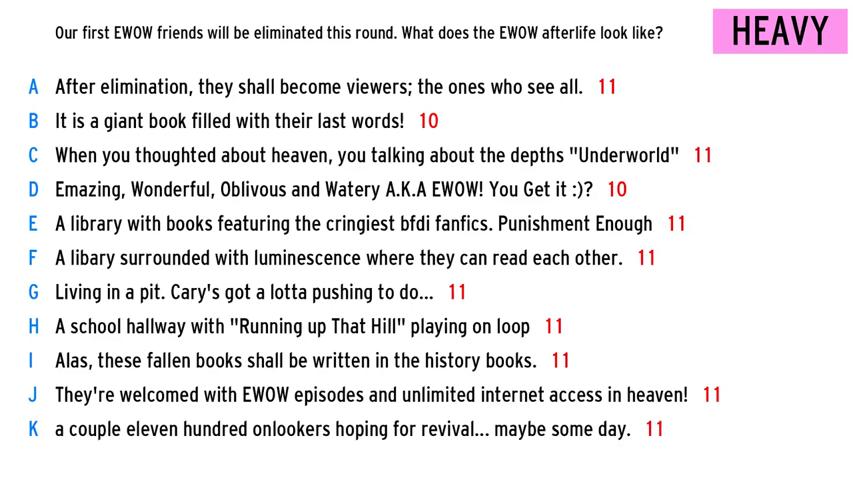 Our first EWOW friends will be eliminated this round. What does the EWOW afterlife look like?
HEAVY
A After elimination, they shall become viewers; the ones who see all. 11
B It is a giant book filled with their last words! 10
C When you thoughted about heaven, you talking about the depths "Underworld" 11
D Emazing, Wonderful, Oblivous and Watery A.K.A EWOW! You Get it :)? 10
E A library with books featuring the cringiest bfdi fanfics. Punishment Enough 11
F A libary surrounded with luminescence where they can read each other. 11
G Living in a pit. Cary's got a lotta pushing to do... 11
H A school hallway with "Running up That Hill" playing on loop 11
I Alas, these fallen books shall be written in the history books. 11
J They're welcomed with EWOW episodes and unlimited internet access in heaven! 11
K a couple eleven hundred onlookers hoping for revival... maybe some day. 11